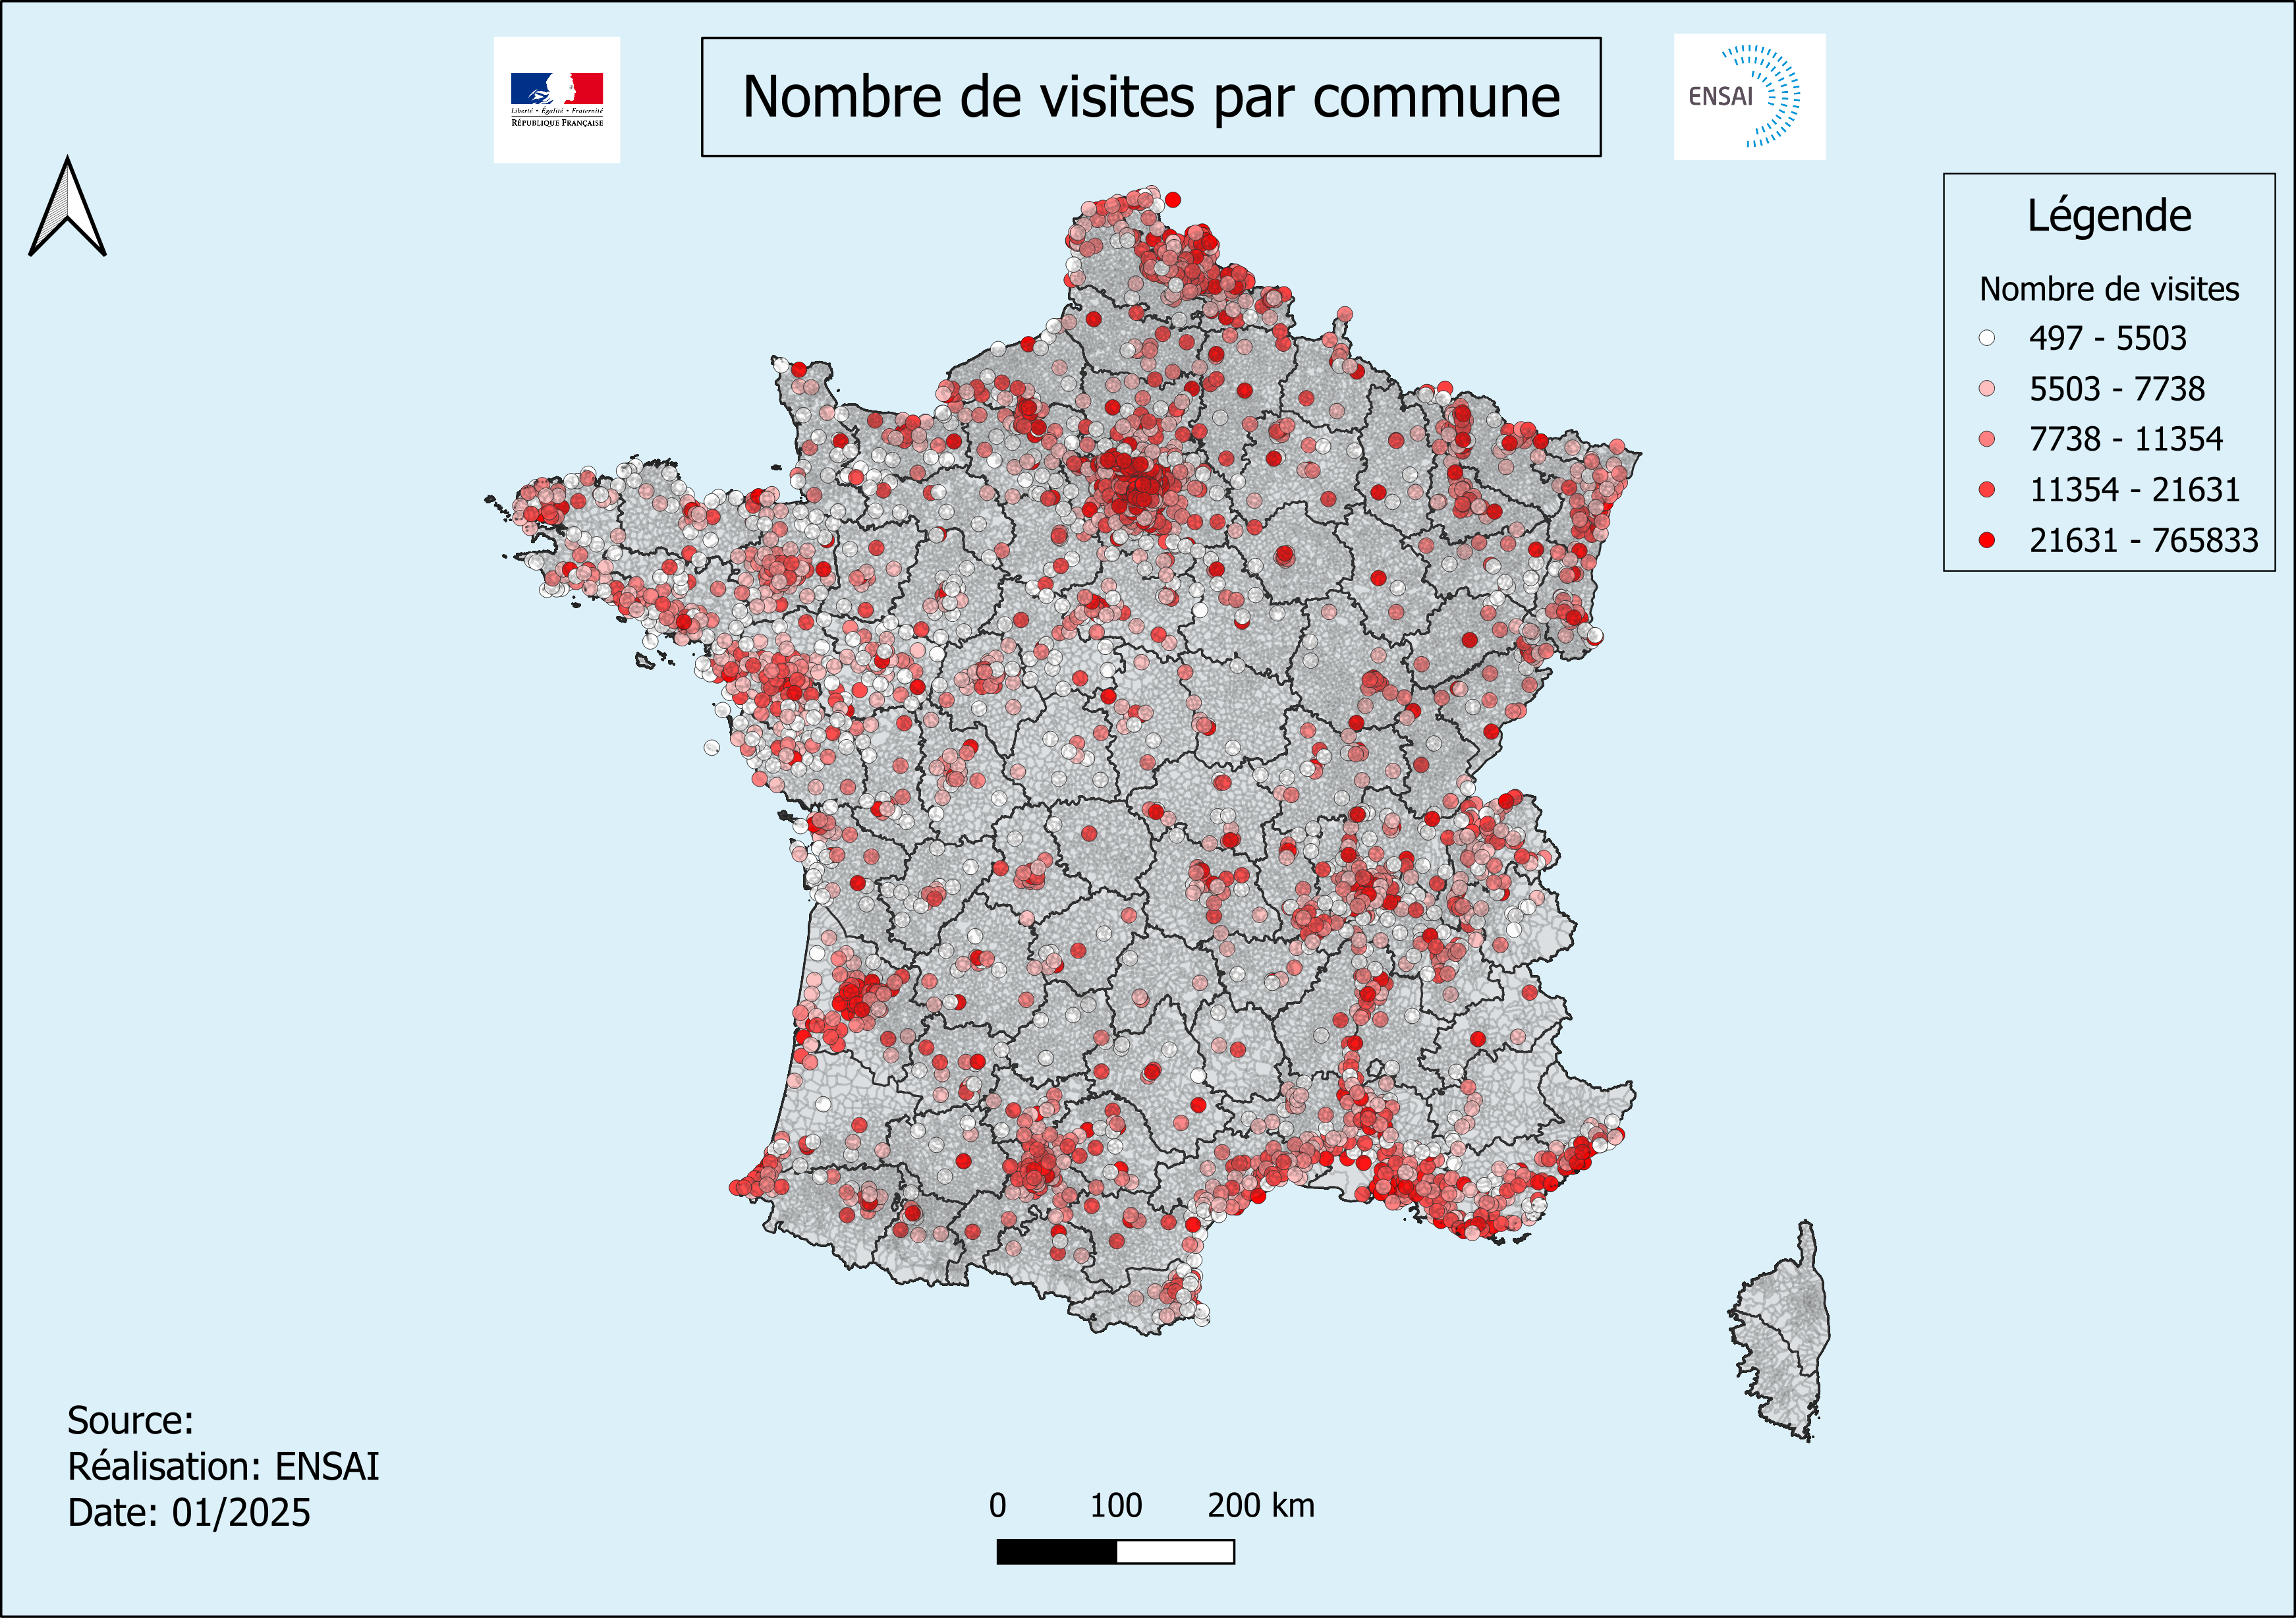 Liberté • Égalité • Fraternité
RÉPUBLIQUE FRANÇAISE
Nombre de visites par commune
ENSAI
Légende
Nombre de visites
497 - 5503
5503 - 7738
7738 - 11354
11354 - 21631
21631 - 765833
Source:
Réalisation: ENSAI
Date: 01/2025
0 100 200 km